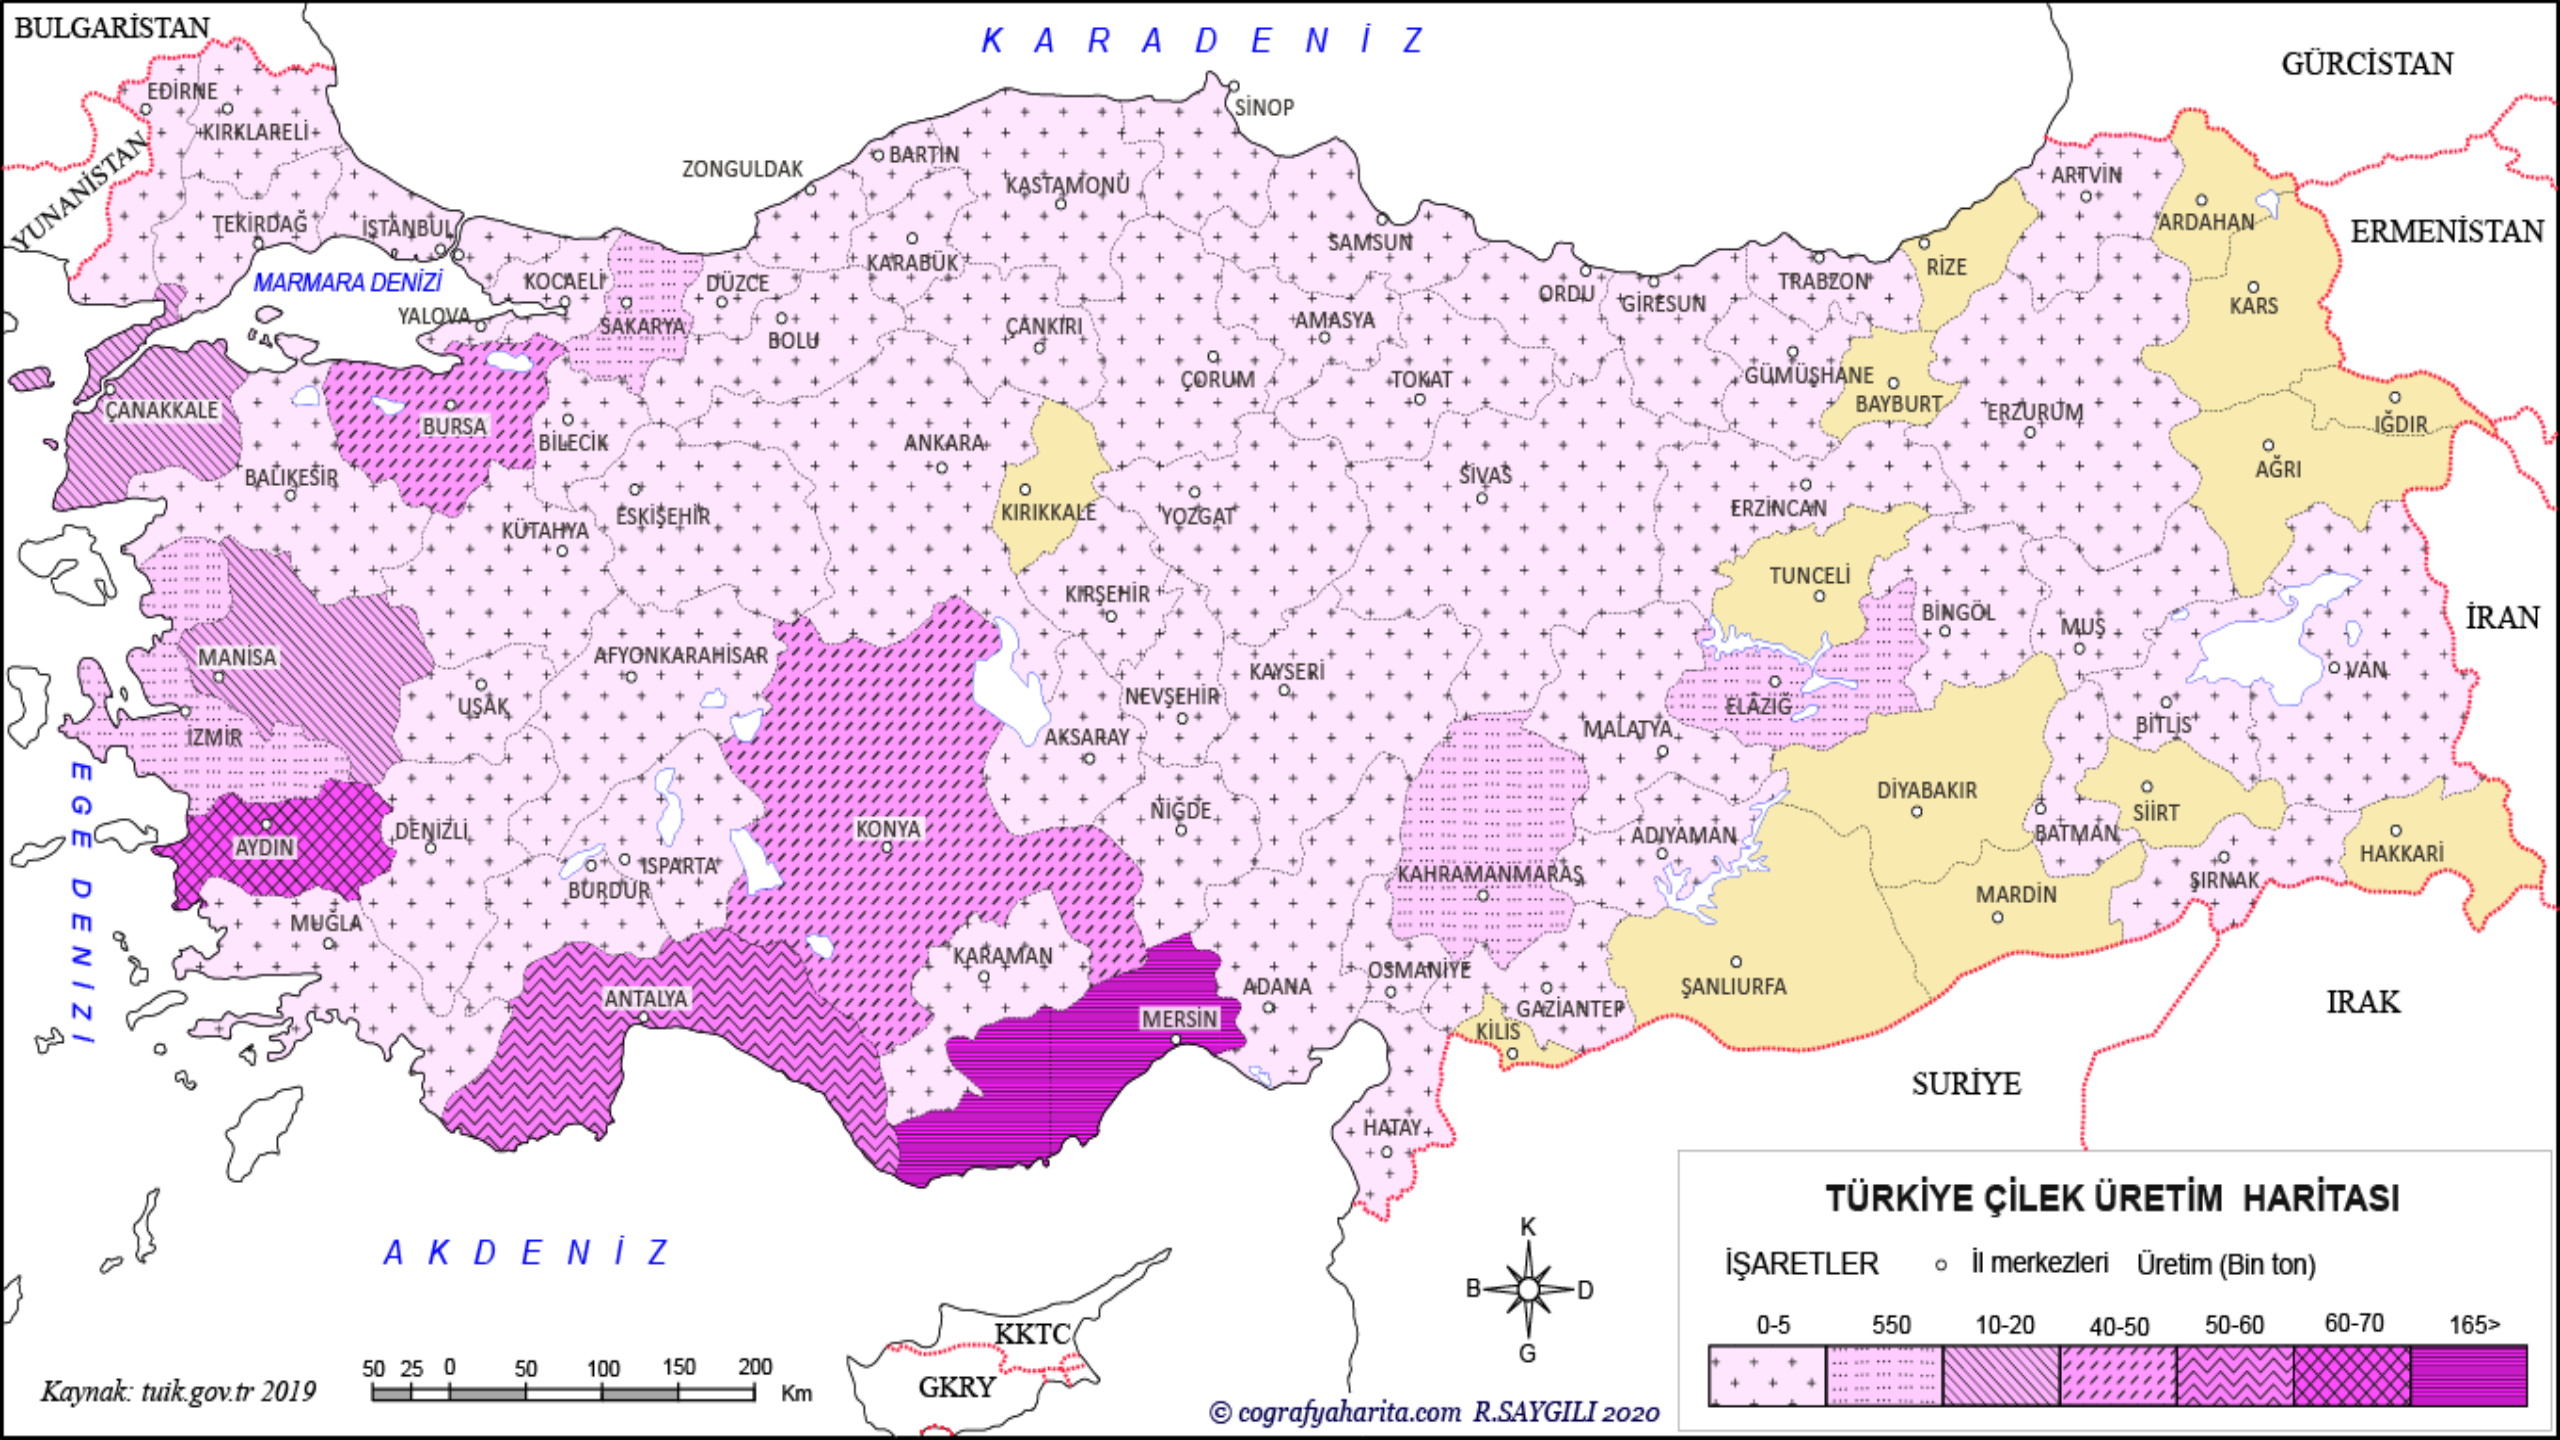 BULGARİSTAN
K A R A D E N İ Z
GÜRCİSTAN
EDİRNE
KIRKLARELİ
SİNOP
YUNANİSTAN
ZONGULDAK
BARTIN
KASTAMONU
ARTVİN
TEKİRDAĞ
İSTANBUL
SAMSUN
ARDAHAN
ERMENİSTAN
MARMARA DENİZİ
KOCAELİ
DÜZCE
KARABÜK
ORDU
GİRESUN
TRABZON
RİZE
KARS
YALOVA
SAKARYA
BOLU
ÇANKIRI
AMASYA
ÇORUM
TOKAT
GÜMÜŞHANE
BAYBURT
ERZURUM
IĞDIR
ÇANAKKALE
BURSA
BİLECİK
ANKARA
AĞRI
BALIKESİR
KÜTAHYA
ESKİŞEHİR
KIRIKKALE
YOZGAT
SİVAS
ERZİNCAN
TUNCELİ
KIRŞEHİR
BİNGÖL
MUŞ
İRAN
MANİSA
AFYONKARAHİSAR
UŞAK
KAYSERİ
NEVŞEHİR
ELÂZIĞ
VAN
BİTLİS
İZMİR
AKSARAY
MALATYA
EGE DENİZİ
AYDIN
DENİZLİ
KONYA
NİĞDE
DİYABAKIR
SİİRT
ADIYAMAN
BATMAN
HAKKARİ
ISPARTA
BURDUR
KAHRAMANMARAŞ
MARDİN
ŞIRNAK
MUĞLA
KARAMAN
ANTALYA
OSMANİYE
ADANA
MERSİN
GAZİANTEP
ŞANLIURFA
KİLİS
IRAK
SURİYE
HATAY
A K D E N İ Z
KKTC
GKRY
K
B
D
G
TÜRKİYE ÇİLEK ÜRETİM HARİTASI
İŞARETLER İl merkezleri Üretim (Bin ton)
0-5 550 10-20 40-50 50-60 60-70 165>
50 25 0 50 100 150 200
Km
Kaynak: tuik.gov.tr 2019
© cografyaharita.com R.SAYGILI 2020